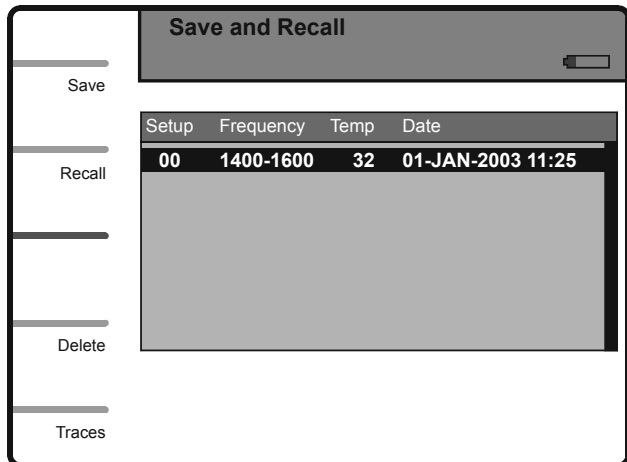 Save and Recall
Save
Setup Frequency Temp Date
00 1400-1600 32 01-JAN-2003 11:25
Recall
Delete
Traces